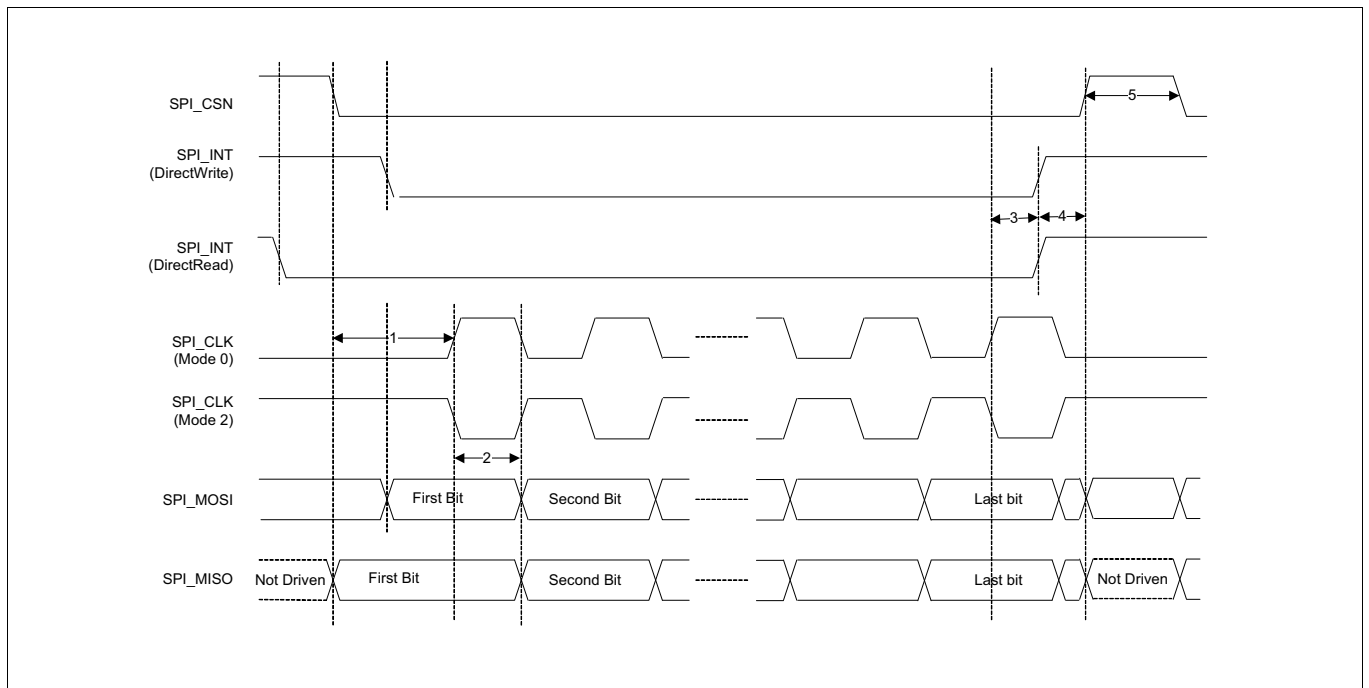 SPI_CSN
5
SPI_INT
(DirectWrite)
3
4
SPI_INT
(DirectRead)
SPI_CLK
(Mode 0)
1
SPI_CLK
(Mode 2)
2
SPI_MOSI
First Bit
Second Bit
Last bit
SPI_MISO
Not Driven
First Bit
Second Bit
Last bit
Not Driven